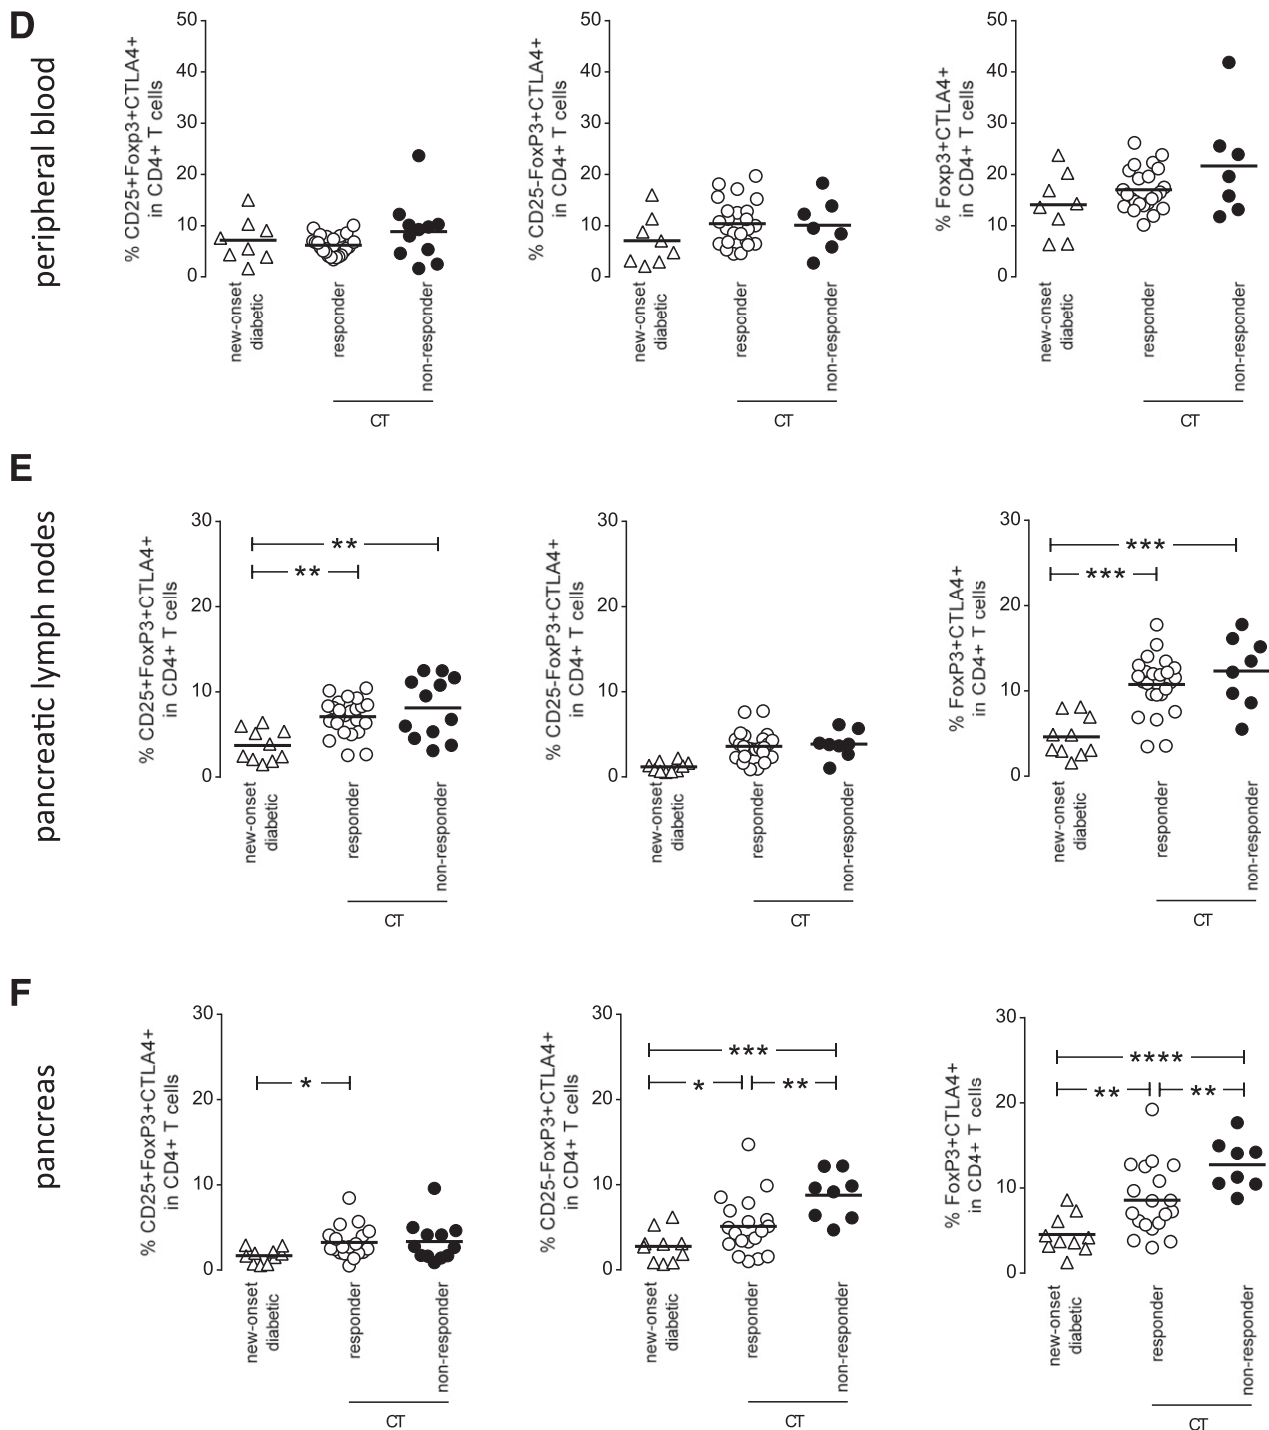 D
peripheral blood
% CD25+Foxp3+CTLA4+
in CD4+ T cells
50
40
30
20
10
0
new-onset
diabetic
responder
non-responder
CT
% CD25-FoxP3+CTLA4+
in CD4+ T cells
50
40
30
20
10
0
new-onset
diabetic
responder
non-responder
CT
% Foxp3+CTLA4+
in CD4+ T cells
50
40
30
20
10
0
new-onset
diabetic
responder
non-responder
CT
E
pancreatic lymph nodes
% CD25+FoxP3+CTLA4+
in CD4+ T cells
30
20
10
0
**
**
new-onset
diabetic
responder
non-responder
CT
% CD25-FoxP3+CTLA4+
in CD4+ T cells
30
20
10
0
new-onset
diabetic
responder
non-responder
CT
% FoxP3+CTLA4+
in CD4+ T cells
30
20
10
0
***
***
new-onset
diabetic
responder
non-responder
CT
F
pancreas
% CD25+FoxP3+CTLA4+
in CD4+ T cells
30
20
10
0
*
new-onset
diabetic
responder
non-responder
CT
% CD25-FoxP3+CTLA4+
in CD4+ T cells
30
20
10
0
***
* **
new-onset
diabetic
responder
non-responder
CT
% FoxP3+CTLA4+
in CD4+ T cells
30
20
10
0
****
** **
new-onset
diabetic
responder
non-responder
CT